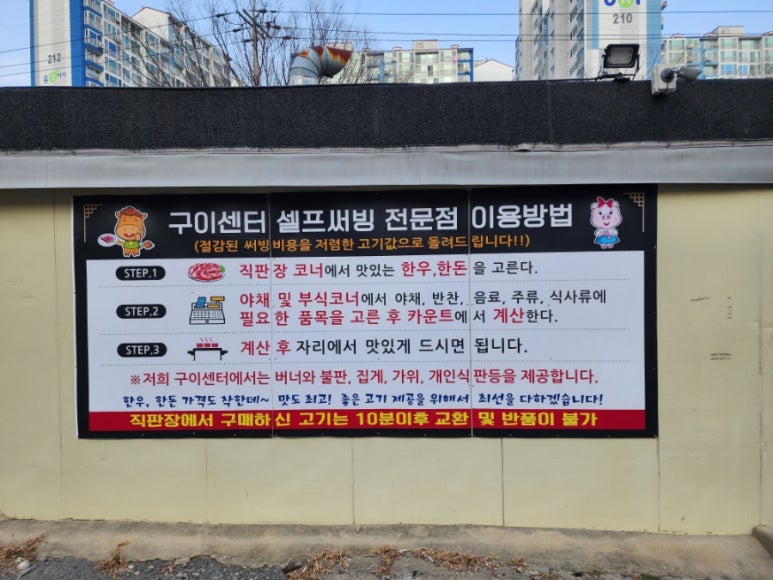 212
210
구이센터 셀프써빙 전문점 이용방법
(절감된 써빙비용을 저렴한 고기값으로 돌려드립니다!!)
STEP.1 직판장 코너에서 맛있는 한우,한돈을 고른다.
STEP.2 야채 및 부식코너에서 야채, 반찬, 음료, 주류, 식사류에
필요한 품목을 고른 후 카운트에서 계산한다.
STEP.3 계산 후 자리에서 맛있게 드시면 됩니다.
※저희 구이센터에서는 버너와 불판, 집게, 가위, 개인식판등을 제공합니다.
한우, 한돈 가격도 착한데~ 맛도 최고! 좋은 고기 제공을 위해서 최선을 다하겠습니다!
직판장에서 구매하신 고기는 10분이후 교환 및 반품이 불가